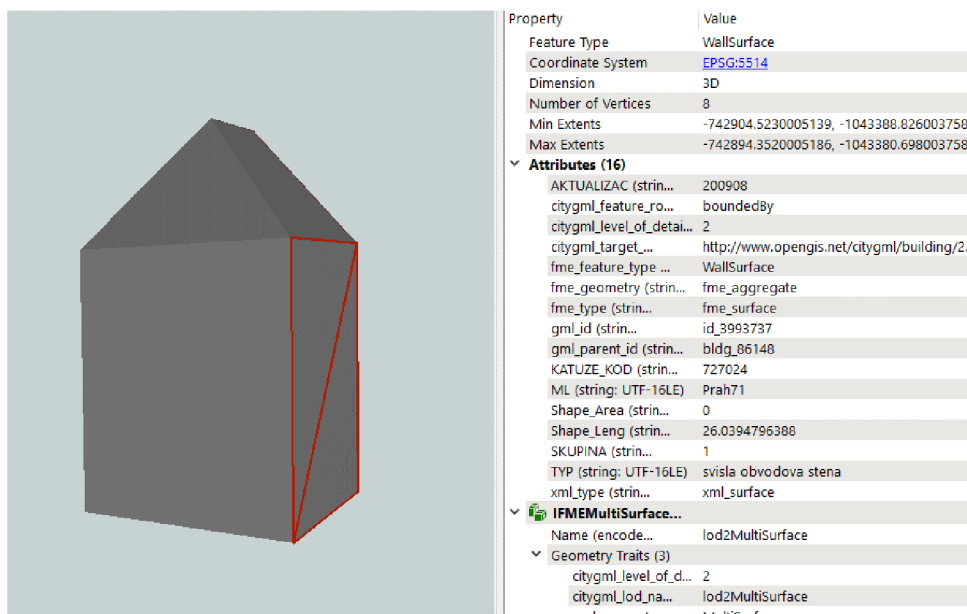 Property Value
Feature Type WallSurface
Coordinate System EPSG:5514
Dimension 3D
Number of Vertices 8
Min Extents -742904.5230005139, -1043388.826003758
Max Extents -742894.3520005186, -1043380.698003758
Attributes (16)
AKTUALIZAC (strin... 200908
citygml_feature_ro... boundedBy
citygml_level_of_detai... 2
citygml_target_... http://www.opengis.net/citygml/building/2.
fme_feature_type ... WallSurface
fme_geometry (strin... fme_aggregate
fme_type (strin... fme_surface
gml_id (strin... id_3993737
gml_parent_id (strin... bldg_86148
KATUZE_KOD (strin... 727024
ML (string: UTF-16LE) Prah71
Shape_Area (strin... 0
Shape_Leng (strin... 26.0394796388
SKUPINA (strin... 1
TYP (string: UTF-16LE) svisla obvodova stena
xml_type (strin... xml_surface
IFMEMultiSurface...
Name (encode... lod2MultiSurface
Geometry Traits (3)
citygml_level_of_d... 2
citygml_lod_na... lod2MultiSurface